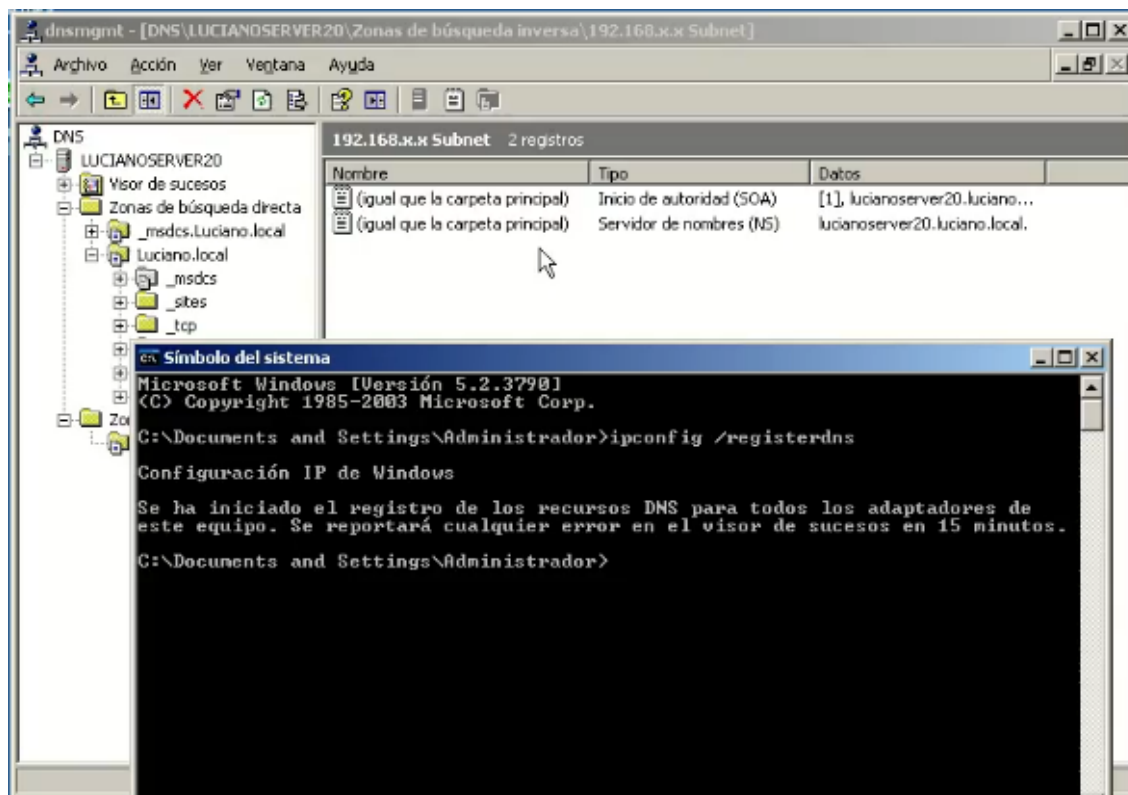 dnsmgmt - [DNS\LUCIANOSERVER20\Zonas de búsqueda inversa\192.168.x.x Subnet]
Archivo Acción Ver Ventana Ayuda
DNS
LUCIANOSERVER20
Visor de sucesos
Zonas de búsqueda directa
_msdcs.Luciano.local
Luciano.local
_msdcs
_sites
_tcp
192.168.x.x Subnet 2 registros
Nombre Tipo Datos
(igual que la carpeta principal) Inicio de autoridad (SOA) [1], lucianoserver20.luciano...
(igual que la carpeta principal) Servidor de nombres (NS) lucianoserver20.luciano.local.
Símbolo del sistema
Microsoft Windows [Versión 5.2.3790]
(C) Copyright 1985-2003 Microsoft Corp.
C:\Documents and Settings\Administrador>ipconfig /registerdns
Configuración IP de Windows
Se ha iniciado el registro de los recursos DNS para todos los adaptadores de
este equipo. Se reportará cualquier error en el visor de sucesos en 15 minutos.
C:\Documents and Settings\Administrador>